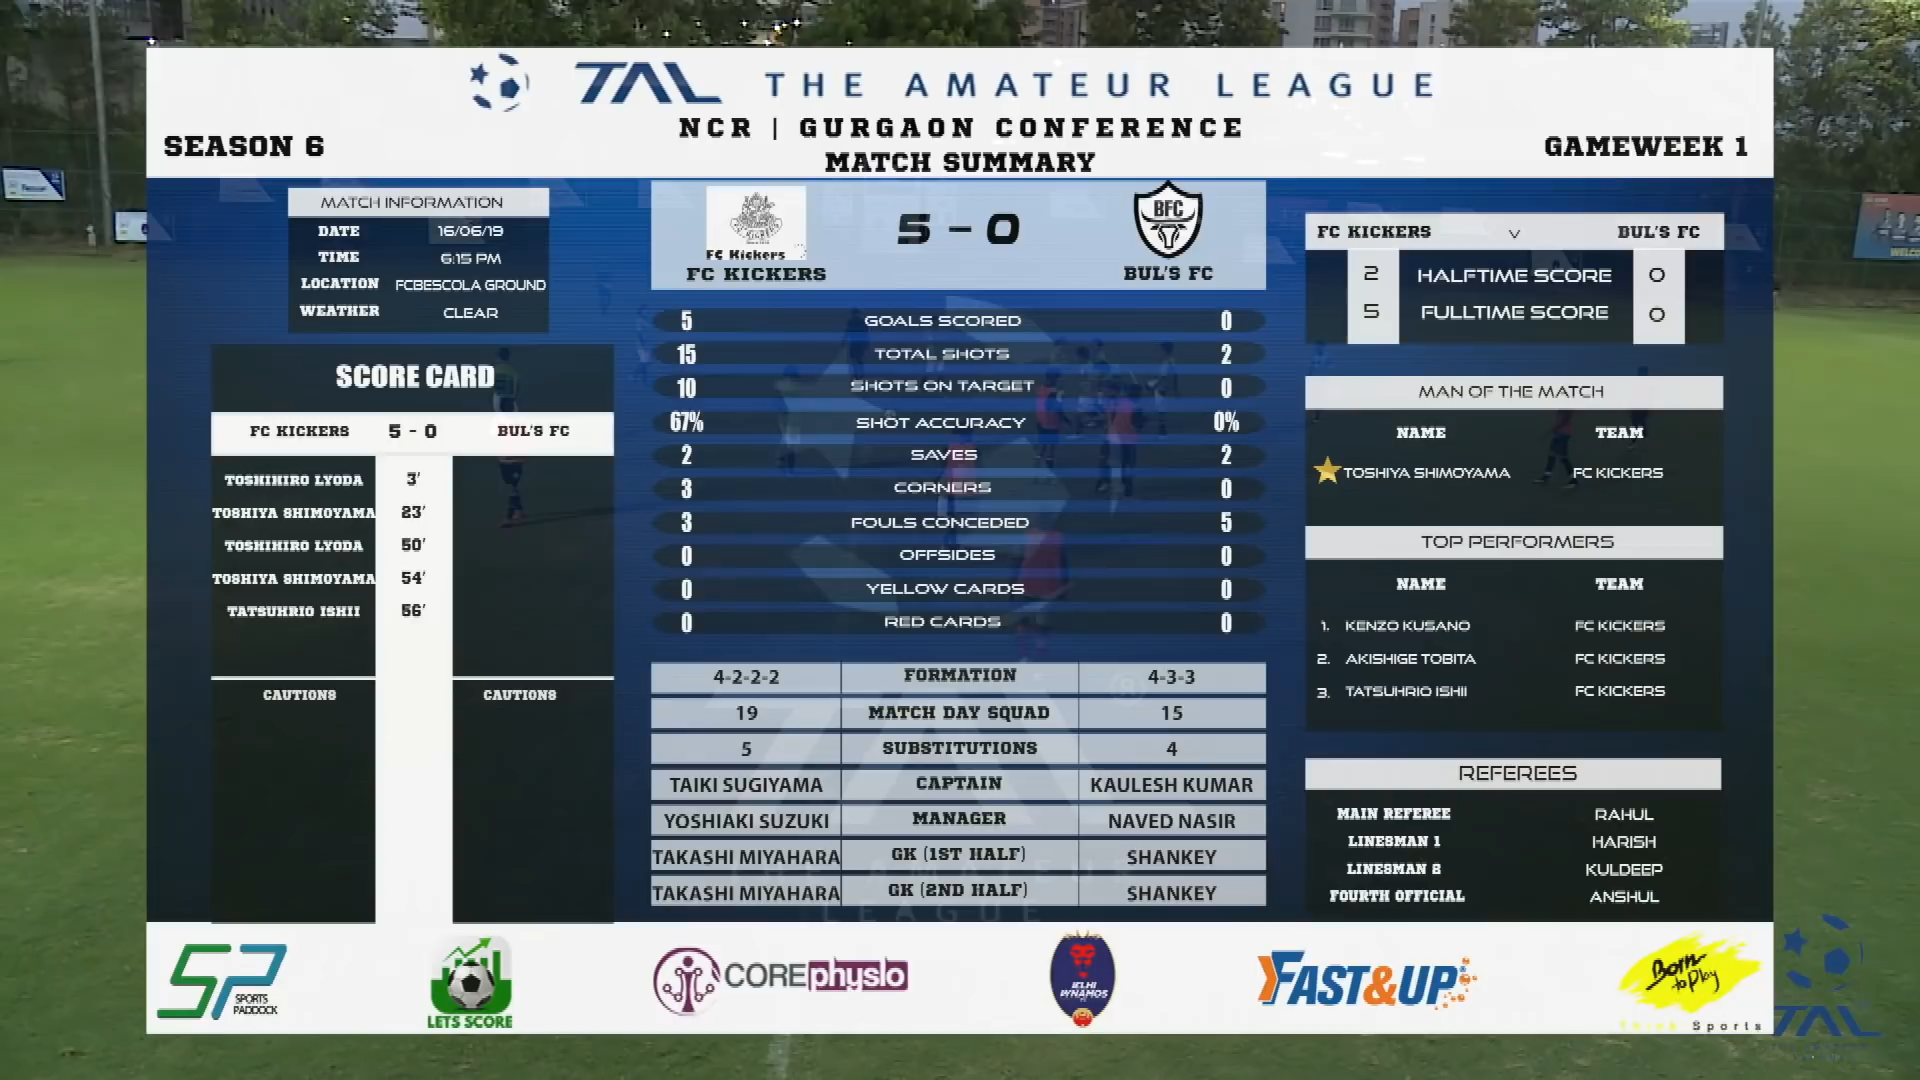 TAL THE AMATEUR LEAGUE
NCR | GURGAON CONFERENCE
SEASON 6
MATCH SUMMARY
GAMEWEEK 1
MATCH INFORMATION
DATE 16/06/19
TIME 6:15 PM
LOCATION FCBESCOLA GROUND
WEATHER CLEAR
SCORE CARD
FC KICKERS 5 - 0 BUL'S FC
TOSHIHIRO LYODA 3'
TOSHIYA SHIMOYAMA 23'
TOSHIHIRO LYODA 50'
TOSHIYA SHIMOYAMA 54'
TATSUHRIO ISHII 56'
CAUTIONS CAUTIONS
FC Kickers
5 - 0
BFC
FC KICKERS BUL'S FC
5 GOALS SCORED 0
15 TOTAL SHOTS 2
10 SHOTS ON TARGET 0
67% SHOT ACCURACY 0%
2 SAVES 2
3 CORNERS 0
3 FOULS CONCEDED 5
0 OFFSIDES 0
0 YELLOW CARDS 0
0 RED CARDS 0
4-2-2-2 FORMATION 4-3-3
19 MATCH DAY SQUAD 15
5 SUBSTITUTIONS 4
TAIKI SUGIYAMA CAPTAIN KAULESH KUMAR
YOSHIAKI SUZUKI MANAGER NAVED NASIR
TAKASHI MIYAHARA GK (1ST HALF) SHANKEY
TAKASHI MIYAHARA GK (2ND HALF) SHANKEY
FC KICKERS V BUL'S FC
2 HALFTIME SCORE 0
5 FULLTIME SCORE 0
MAN OF THE MATCH
NAME TEAM
TOSHIYA SHIMOYAMA FC KICKERS
TOP PERFORMERS
NAME TEAM
1. KENZO KUSANO FC KICKERS
2. AKISHIGE TOBITA FC KICKERS
3. TATSUHRIO ISHII FC KICKERS
REFEREES
MAIN REFEREE RAHUL
LINESMAN 1 HARISH
LINESMAN 2 KULDEEP
FOURTH OFFICIAL ANSHUL
SP SPORTS PADDOCK
LETS SCORE
COREphysio
DELHI DYNAMOS
FAST&UP
Born to Play
Think Sports
TAL